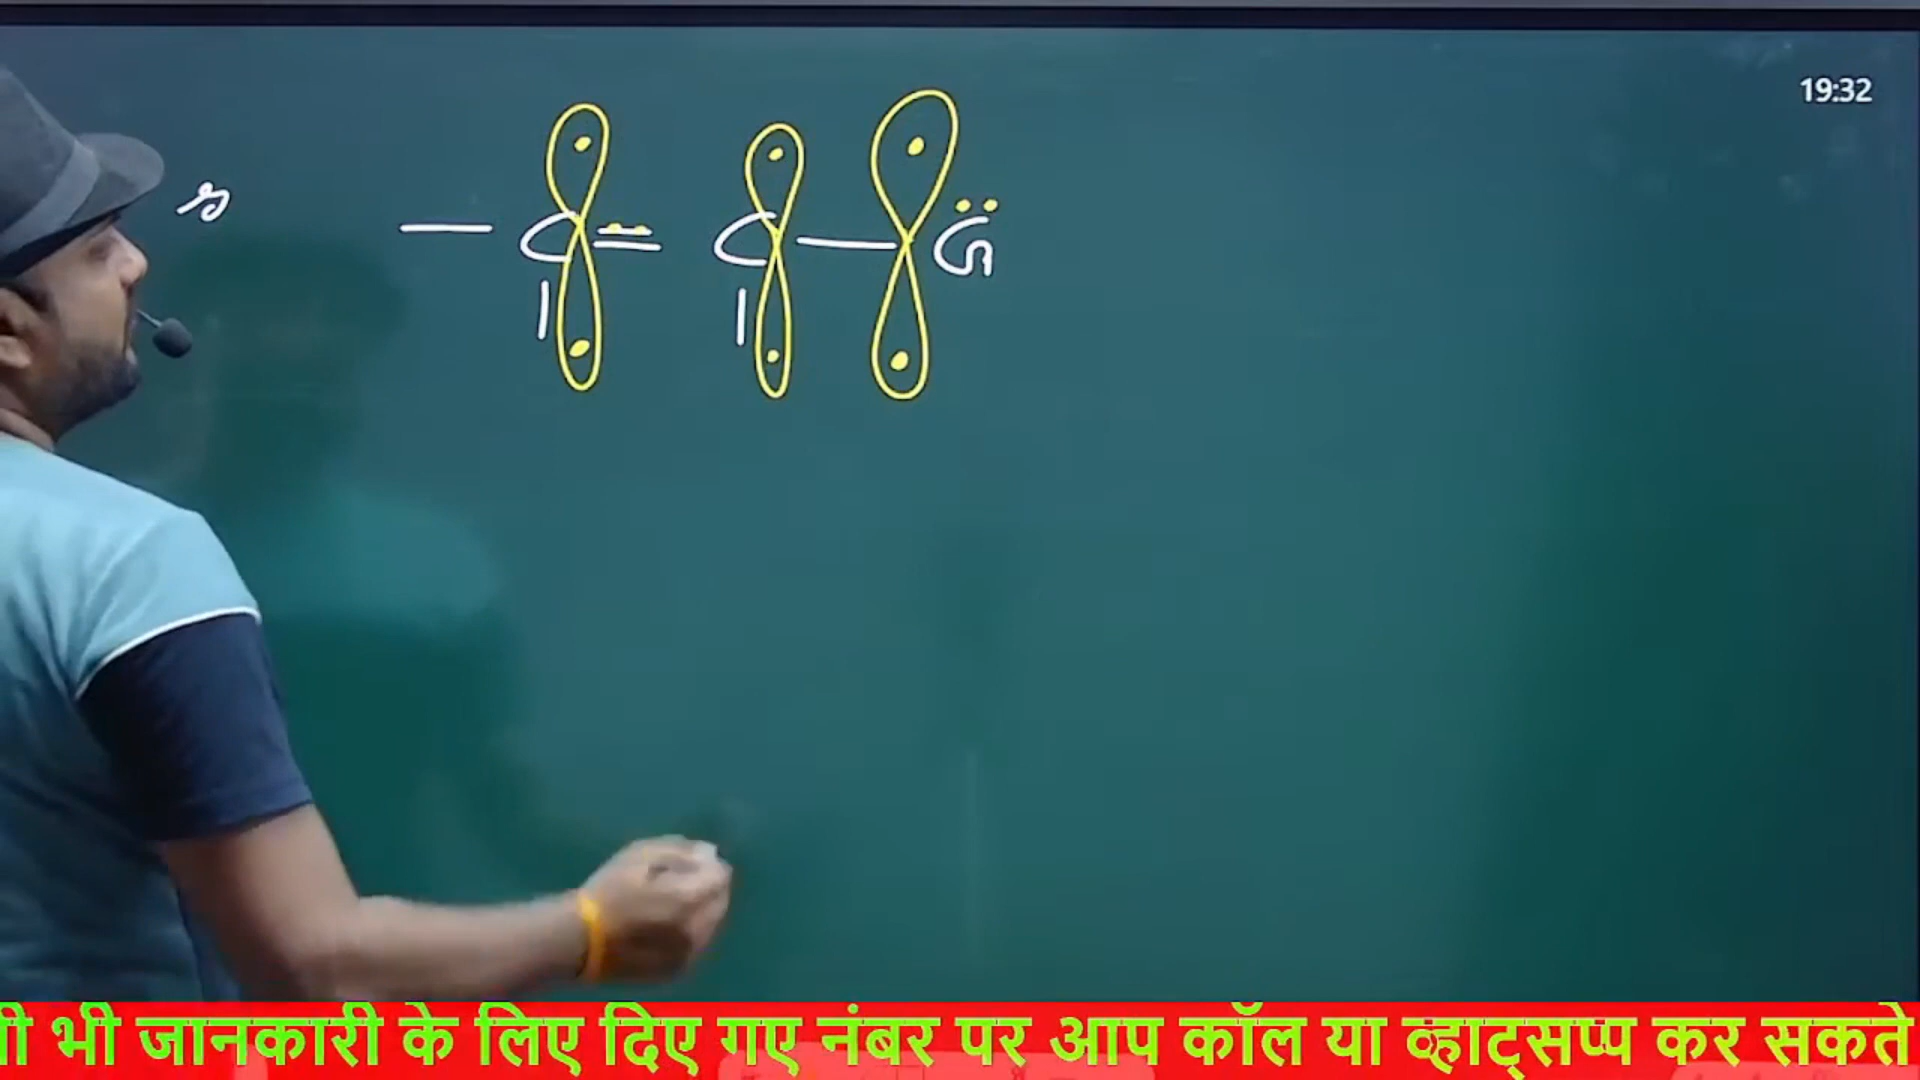 19:32
— C = C — G
भी जानकारी के लिए दिए गए नंबर पर आप कॉल या व्हाट्सप्प कर सकते